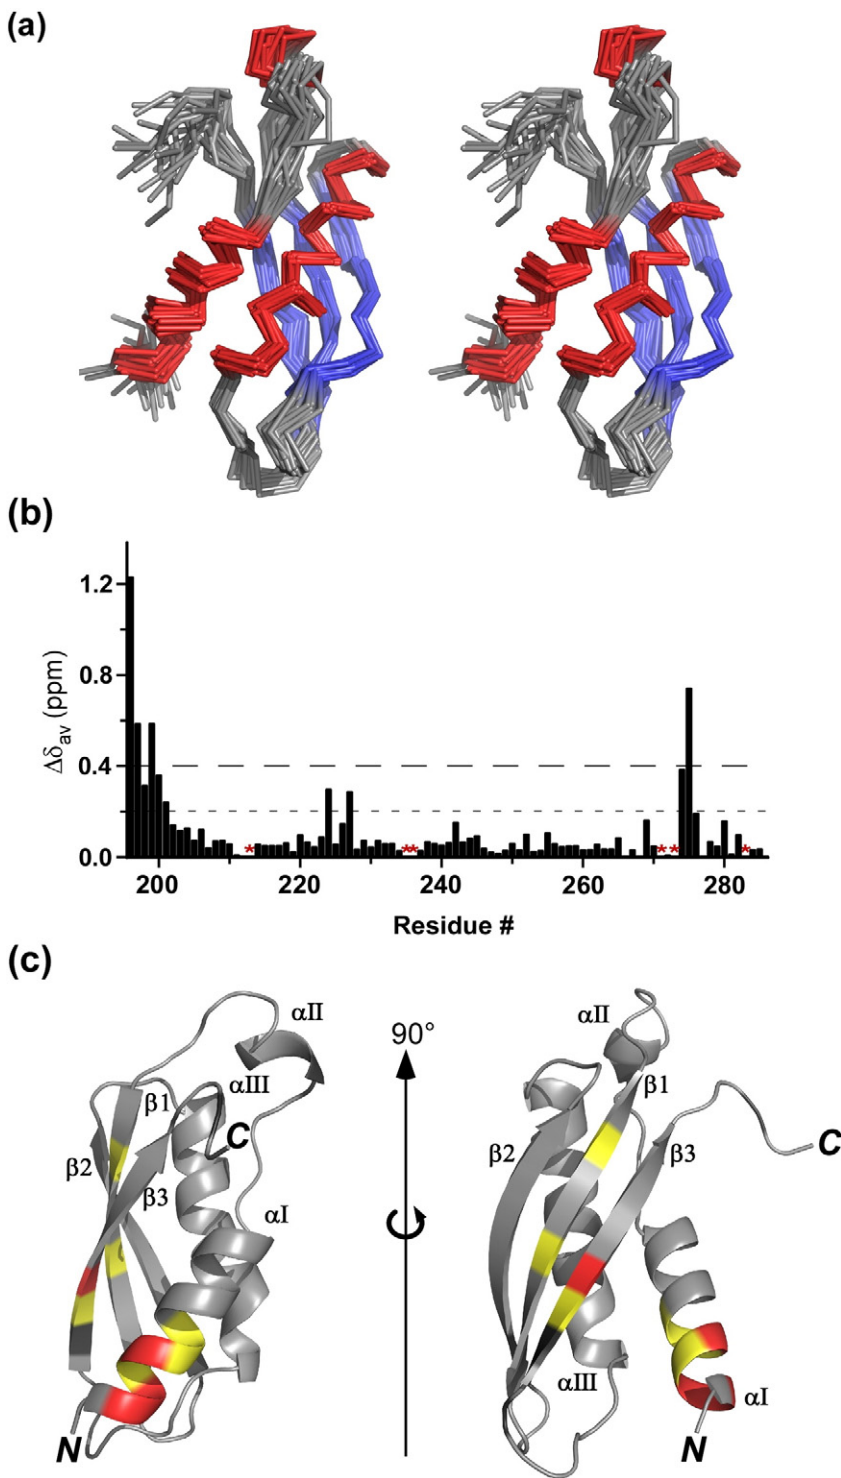 (a)
(b)
Δδav (ppm)
1.2
0.8
0.4
0.0
* ** ** *
200 220 240 260 280
Residue #
(c)
90°
αII
αIII
β1
C
β2
β3
αI
N
αII
β1
β2
β3
C
αIII
αI
N